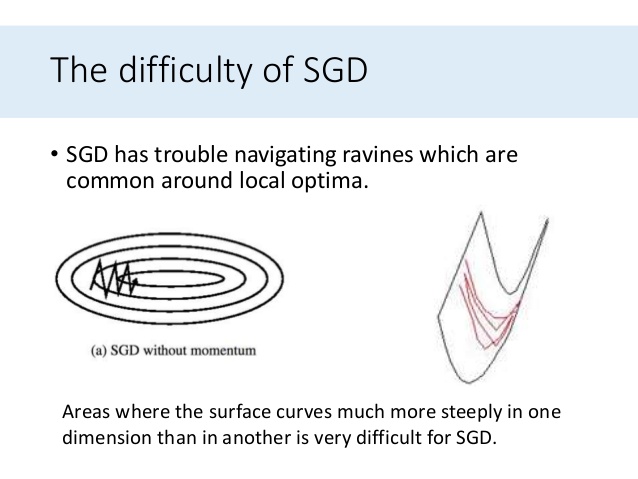 The difficulty of SGD
• SGD has trouble navigating ravines which are
common around local optima.
(a) SGD without momentum
Areas where the surface curves much more steeply in one
dimension than in another is very difficult for SGD.